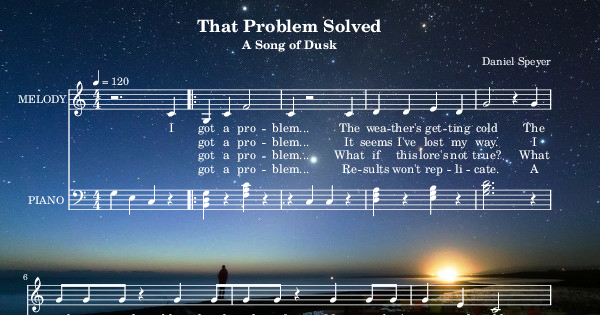 That Problem Solved
A Song of Dusk
Daniel Speyer
♩ = 120
MELODY
I got a pro - blem... The wea-ther's get-ting cold The
got a pro - blem... It seems I've lost my way. I
got a pro - blem... What if this lore's not true? What
got a pro - blem... Re-sults won't rep - li - cate. A
PIANO
6